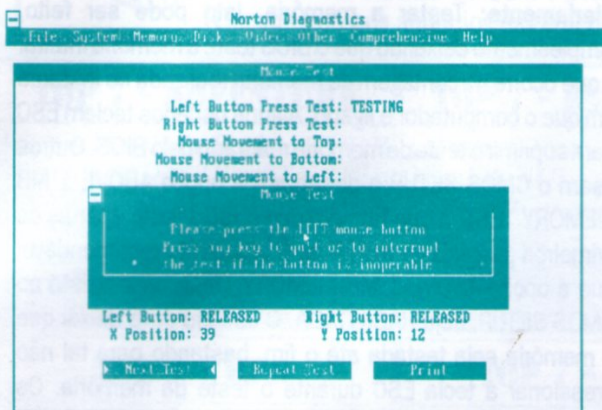 Norton Diagnostics
File System Memory Disk Video Other Comprehensive Help
Mouse Test
Left Button Press Test: TESTING
Right Button Press Test:
Mouse Movement to Top:
Mouse Movement to Bottom:
Mouse Movement to Left:
Mouse Test
Please press the LEFT mouse button
Press any key to quit or to interrupt
* the test if the button is inoperable *
Left Button: RELEASED Right Button: RELEASED
X Position: 39 Y Position: 12
Next Test Repeat Test Print